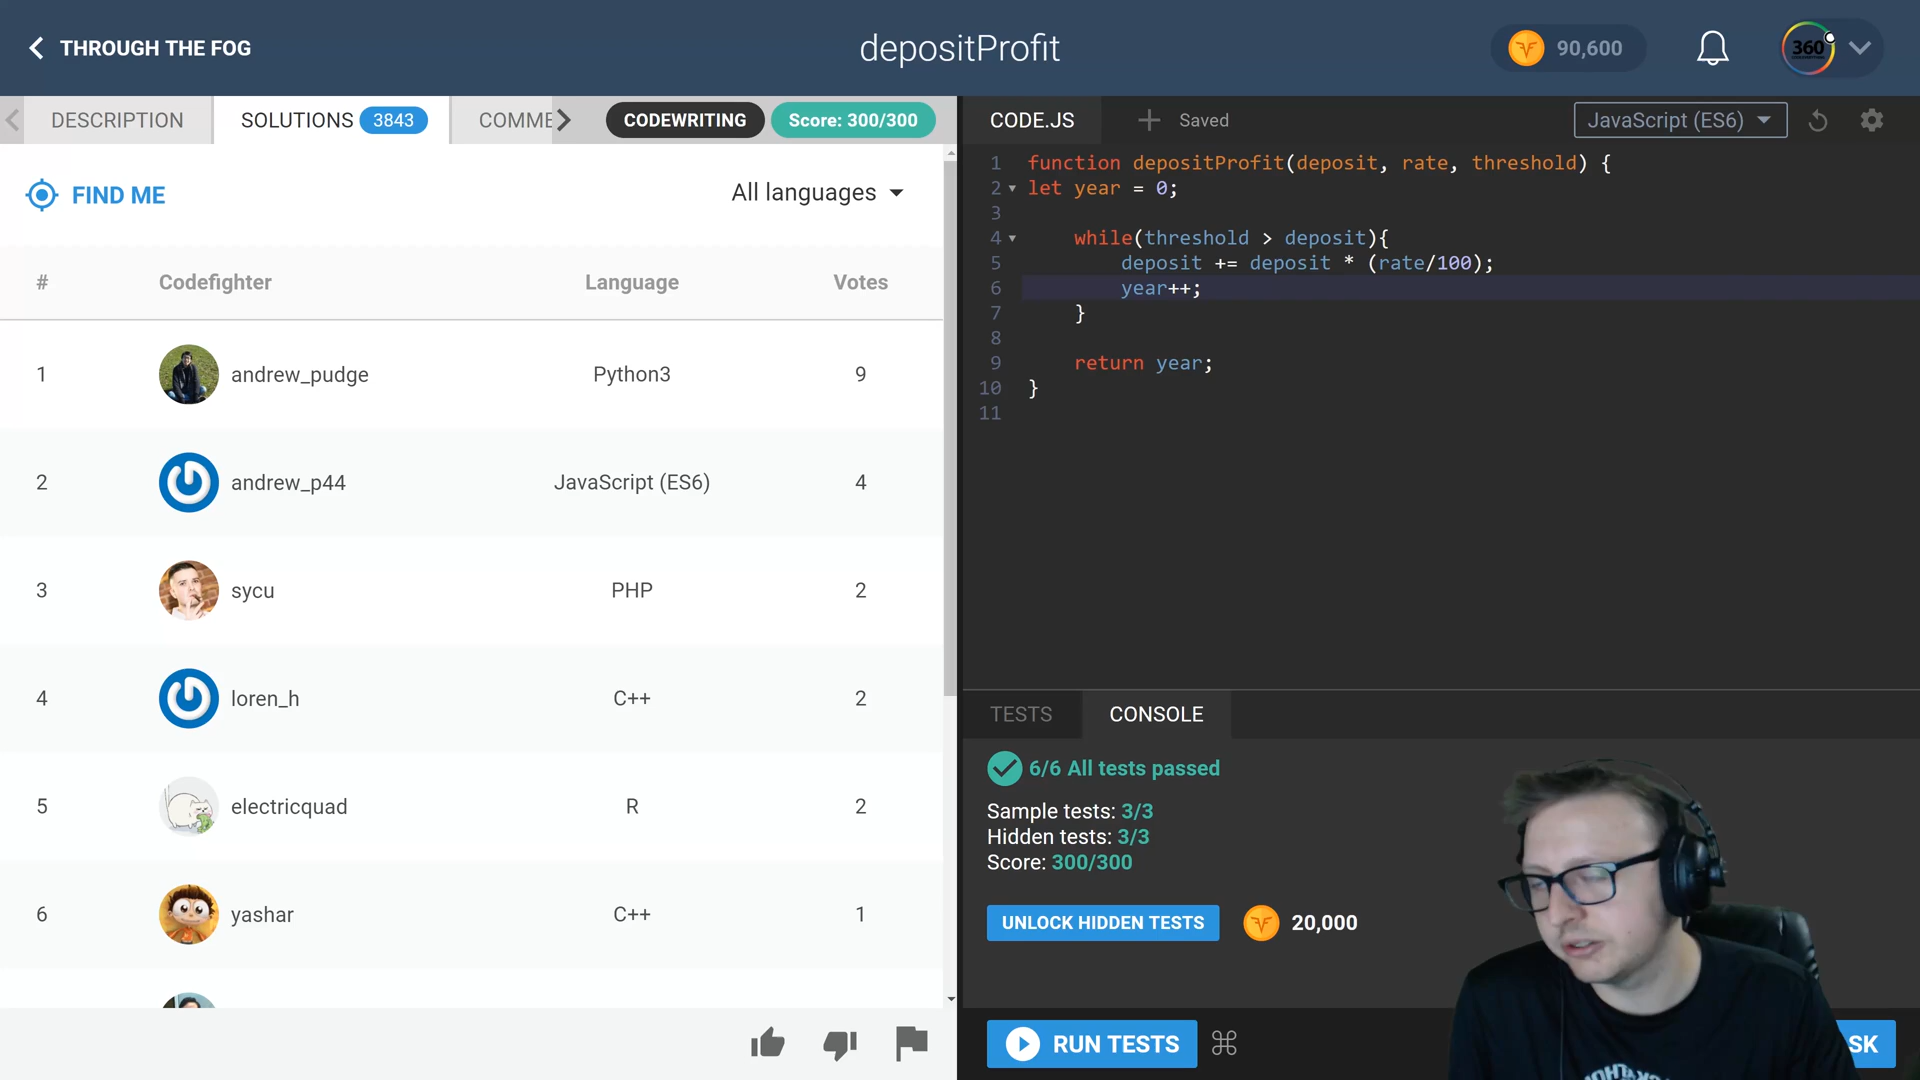 THROUGH THE FOG
depositProfit
90,600
360
DESCRIPTION
SOLUTIONS 3843
COMME
CODEWRITING
Score: 300/300
FIND ME
All languages
# Codefighter Language Votes
1 andrew_pudge Python3 9
2 andrew_p44 JavaScript (ES6) 4
3 sycu PHP 2
4 loren_h C++ 2
5 electricquad R 2
6 yashar C++ 1
CODE.JS
Saved
JavaScript (ES6)
1 function depositProfit(deposit, rate, threshold) {
2 let year = 0;
3
4 while(threshold > deposit){
5 deposit += deposit * (rate/100);
6 year++;
7 }
8
9 return year;
10 }
11
TESTS
CONSOLE
6/6 All tests passed
Sample tests: 3/3
Hidden tests: 3/3
Score: 300/300
UNLOCK HIDDEN TESTS
20,000
RUN TESTS
SK